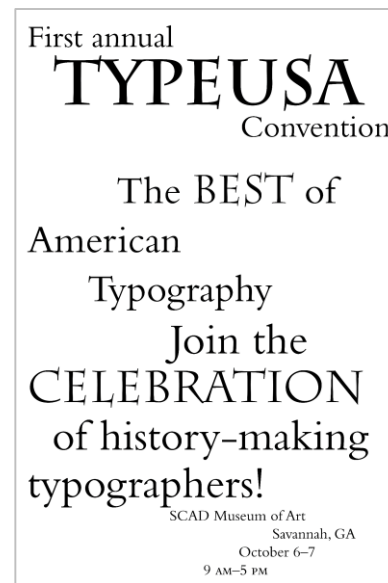 First annual
TYPEUSA
Convention
The BEST of
American
Typography
Join the
CELEBRATION
of history-making
typographers!
SCAD Museum of Art
Savannah, GA
October 6–7
9 AM–5 PM